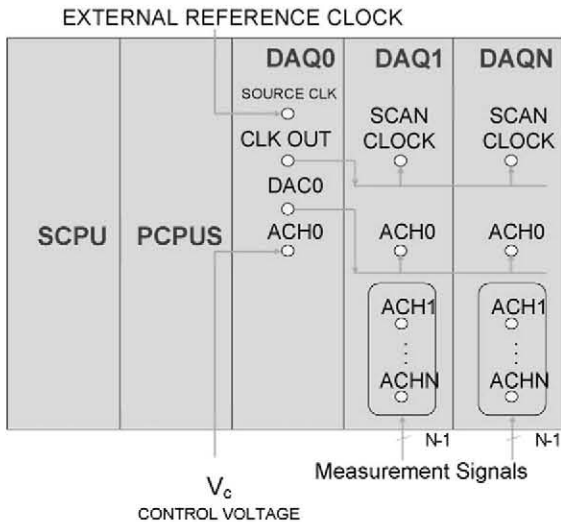 EXTERNAL REFERENCE CLOCK
DAQ0
DAQ1
DAQN
SOURCE CLK
SCAN
CLOCK
SCAN
CLOCK
CLK OUT
DAC0
SCPU
PCPUS
ACH0
ACH0
ACH0
ACH1
ACH1
ACHN
ACHN
N-1
N-1
Measurement Signals
Vc
CONTROL VOLTAGE